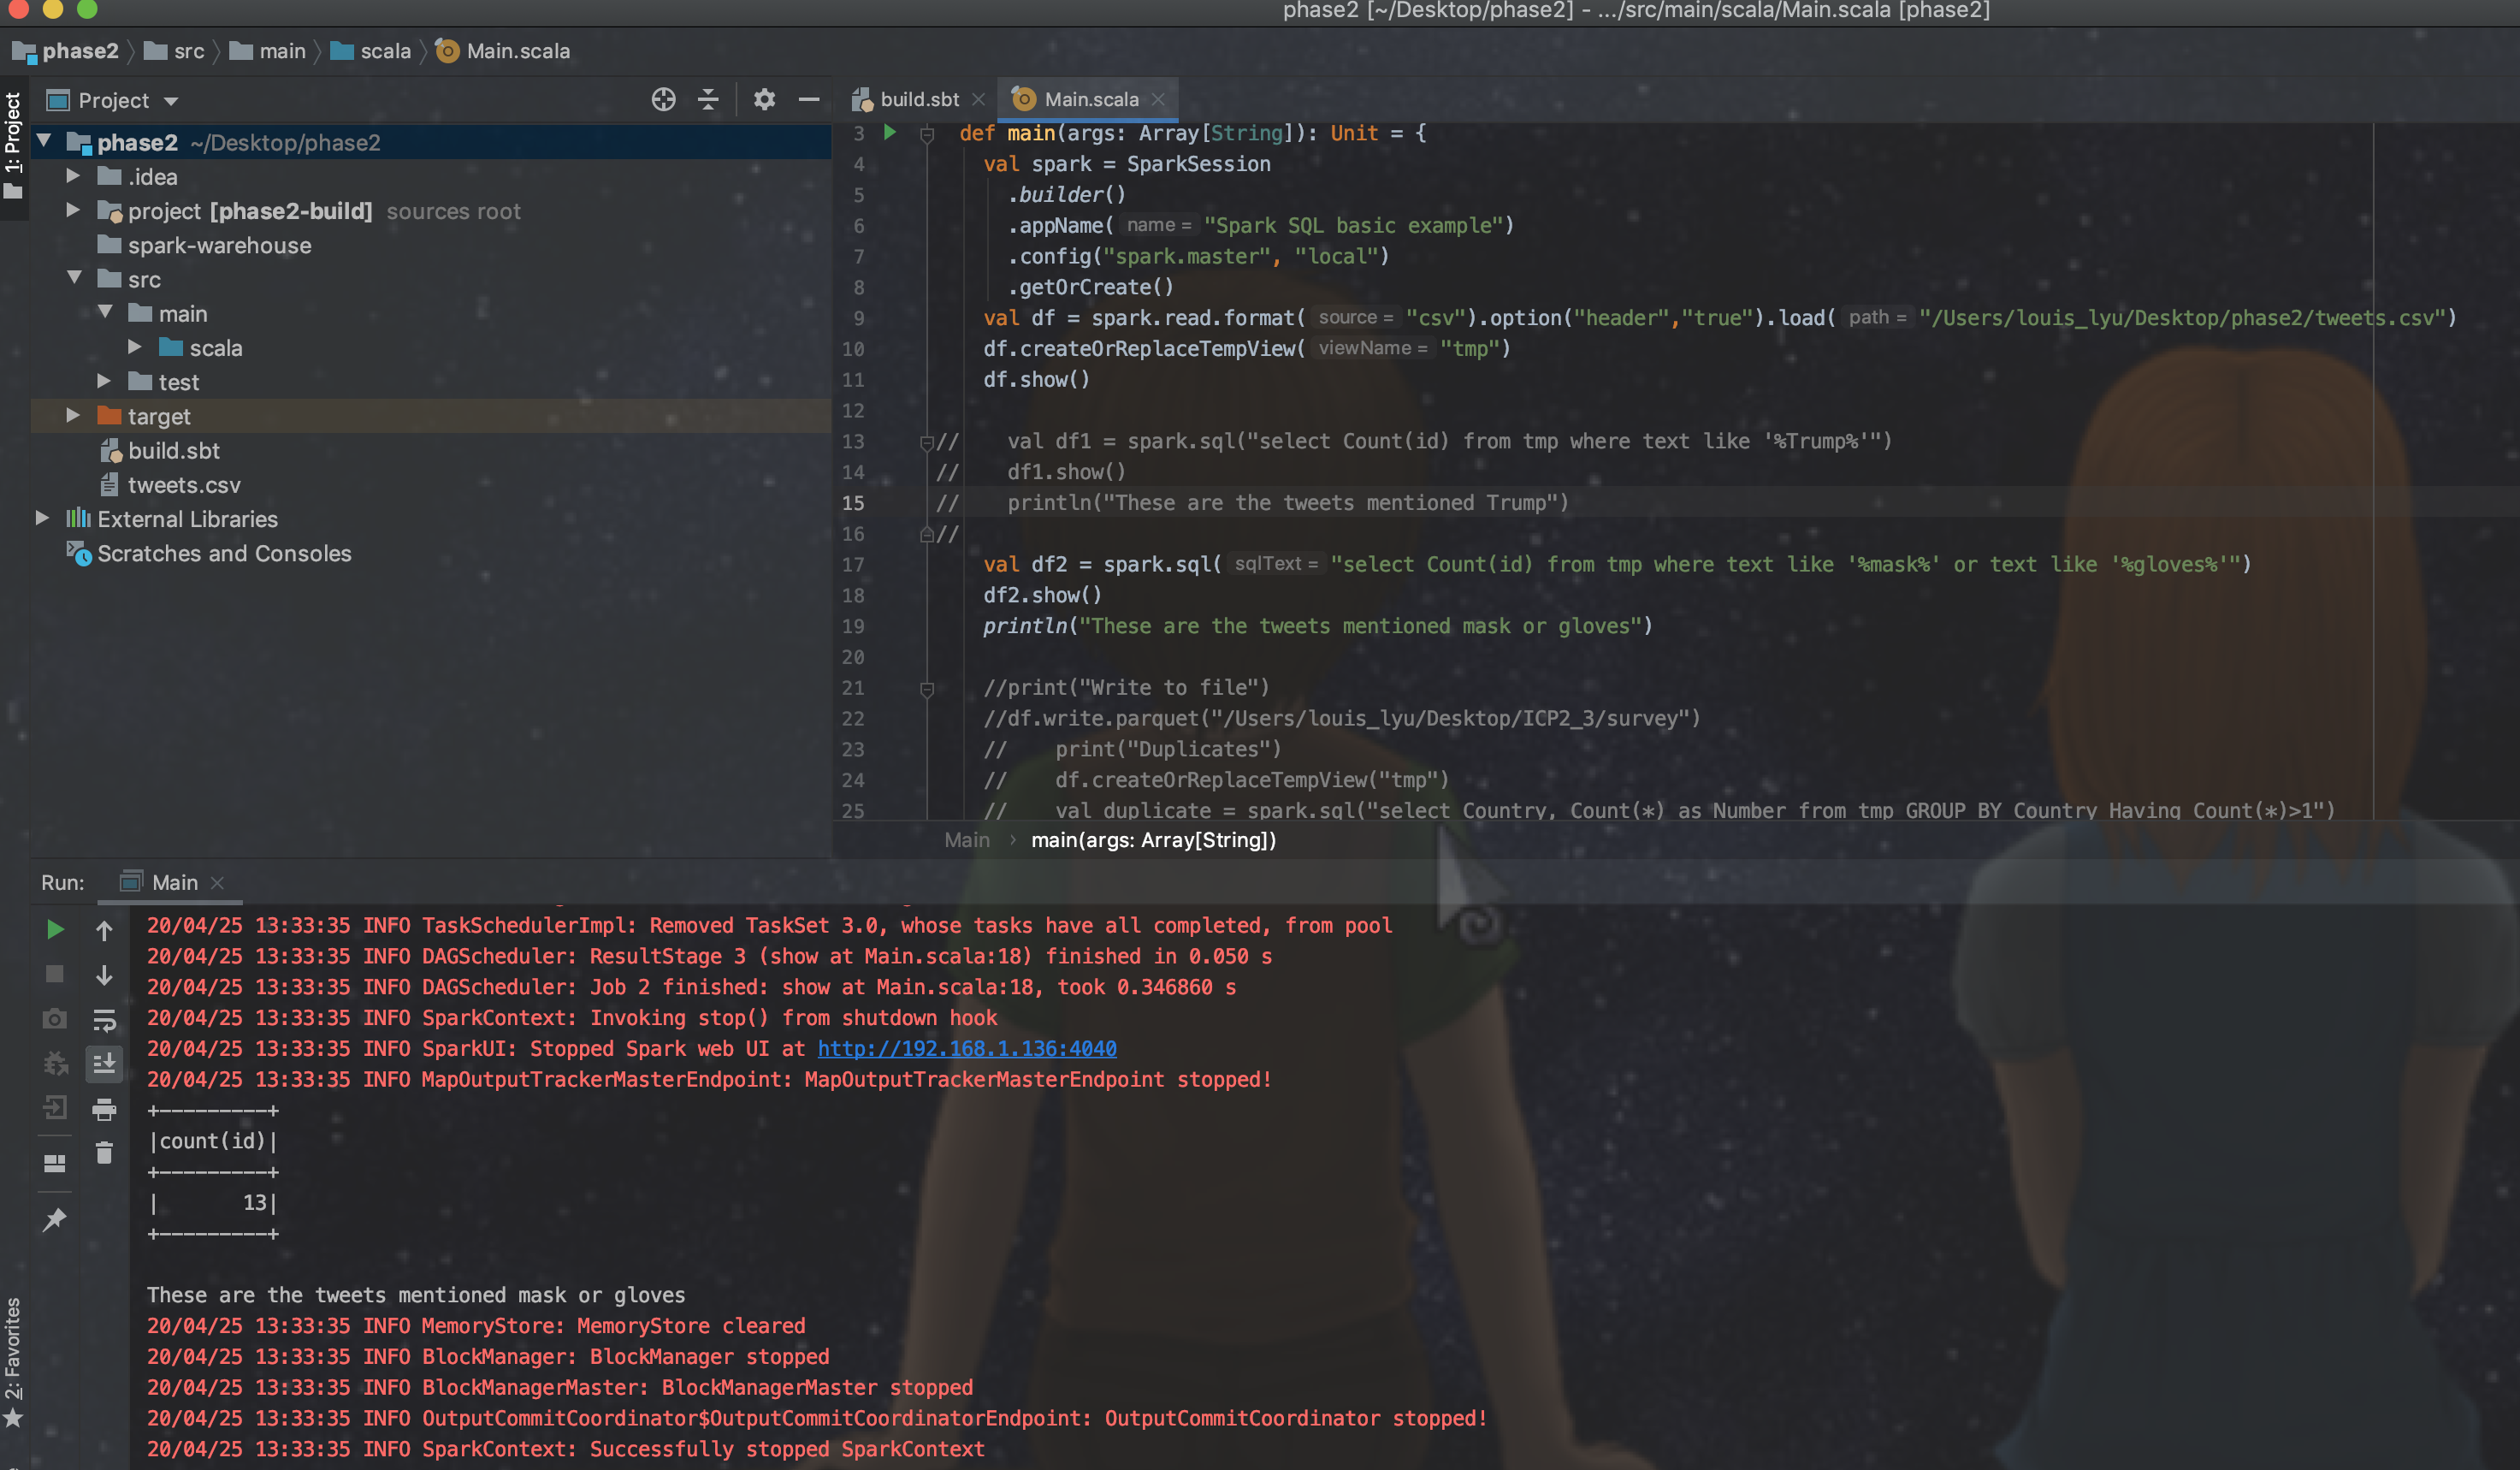 phase2 [~/Desktop/phase2] - .../src/main/scala/Main.scala [phase2]
phase2 src main scala Main.scala
1: Project
Project
phase2 ~/Desktop/phase2
.idea
project [phase2-build] sources root
spark-warehouse
src
main
scala
test
target
build.sbt
tweets.csv
External Libraries
Scratches and Consoles
build.sbt Main.scala
3 def main(args: Array[String]): Unit = {
4 val spark = SparkSession
5 .builder()
6 .appName( name = "Spark SQL basic example")
7 .config("spark.master", "local")
8 .getOrCreate()
9 val df = spark.read.format( source = "csv").option("header","true").load( path = "/Users/louis_lyu/Desktop/phase2/tweets.csv")
10 df.createOrReplaceTempView( viewName = "tmp")
11 df.show()
12
13 // val df1 = spark.sql("select Count(id) from tmp where text like '%Trump%'")
14 // df1.show()
15 // println("These are the tweets mentioned Trump")
16 //
17 val df2 = spark.sql( sqlText = "select Count(id) from tmp where text like '%mask%' or text like '%gloves%'")
18 df2.show()
19 println("These are the tweets mentioned mask or gloves")
20
21 //print("Write to file")
22 //df.write.parquet("/Users/louis_lyu/Desktop/ICP2_3/survey")
23 // print("Duplicates")
24 // df.createOrReplaceTempView("tmp")
25 // val duplicate = spark.sql("select Country, Count(*) as Number from tmp GROUP BY Country Having Count(*)>1")
Main › main(args: Array[String])
Run: Main
20/04/25 13:33:35 INFO TaskSchedulerImpl: Removed TaskSet 3.0, whose tasks have all completed, from pool
20/04/25 13:33:35 INFO DAGScheduler: ResultStage 3 (show at Main.scala:18) finished in 0.050 s
20/04/25 13:33:35 INFO DAGScheduler: Job 2 finished: show at Main.scala:18, took 0.346860 s
20/04/25 13:33:35 INFO SparkContext: Invoking stop() from shutdown hook
20/04/25 13:33:35 INFO SparkUI: Stopped Spark web UI at http://192.168.1.136:4040
20/04/25 13:33:35 INFO MapOutputTrackerMasterEndpoint: MapOutputTrackerMasterEndpoint stopped!
+---------+
|count(id)|
+---------+
|       13|
+---------+
These are the tweets mentioned mask or gloves
20/04/25 13:33:35 INFO MemoryStore: MemoryStore cleared
20/04/25 13:33:35 INFO BlockManager: BlockManager stopped
20/04/25 13:33:35 INFO BlockManagerMaster: BlockManagerMaster stopped
20/04/25 13:33:35 INFO OutputCommitCoordinator$OutputCommitCoordinatorEndpoint: OutputCommitCoordinator stopped!
20/04/25 13:33:35 INFO SparkContext: Successfully stopped SparkContext
2: Favorites